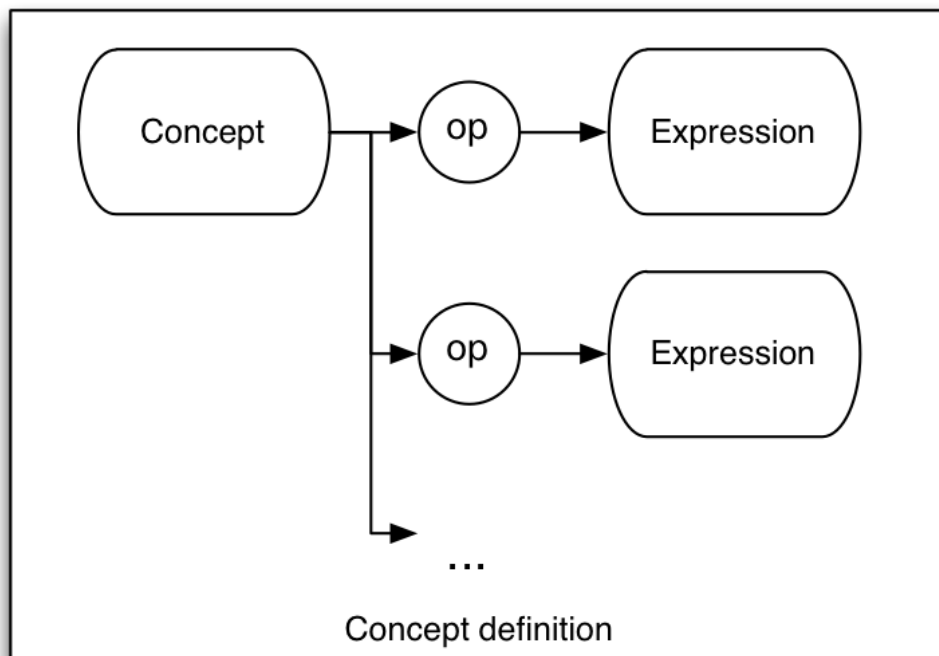 Concept
op
Expression
op
Expression
...
Concept definition